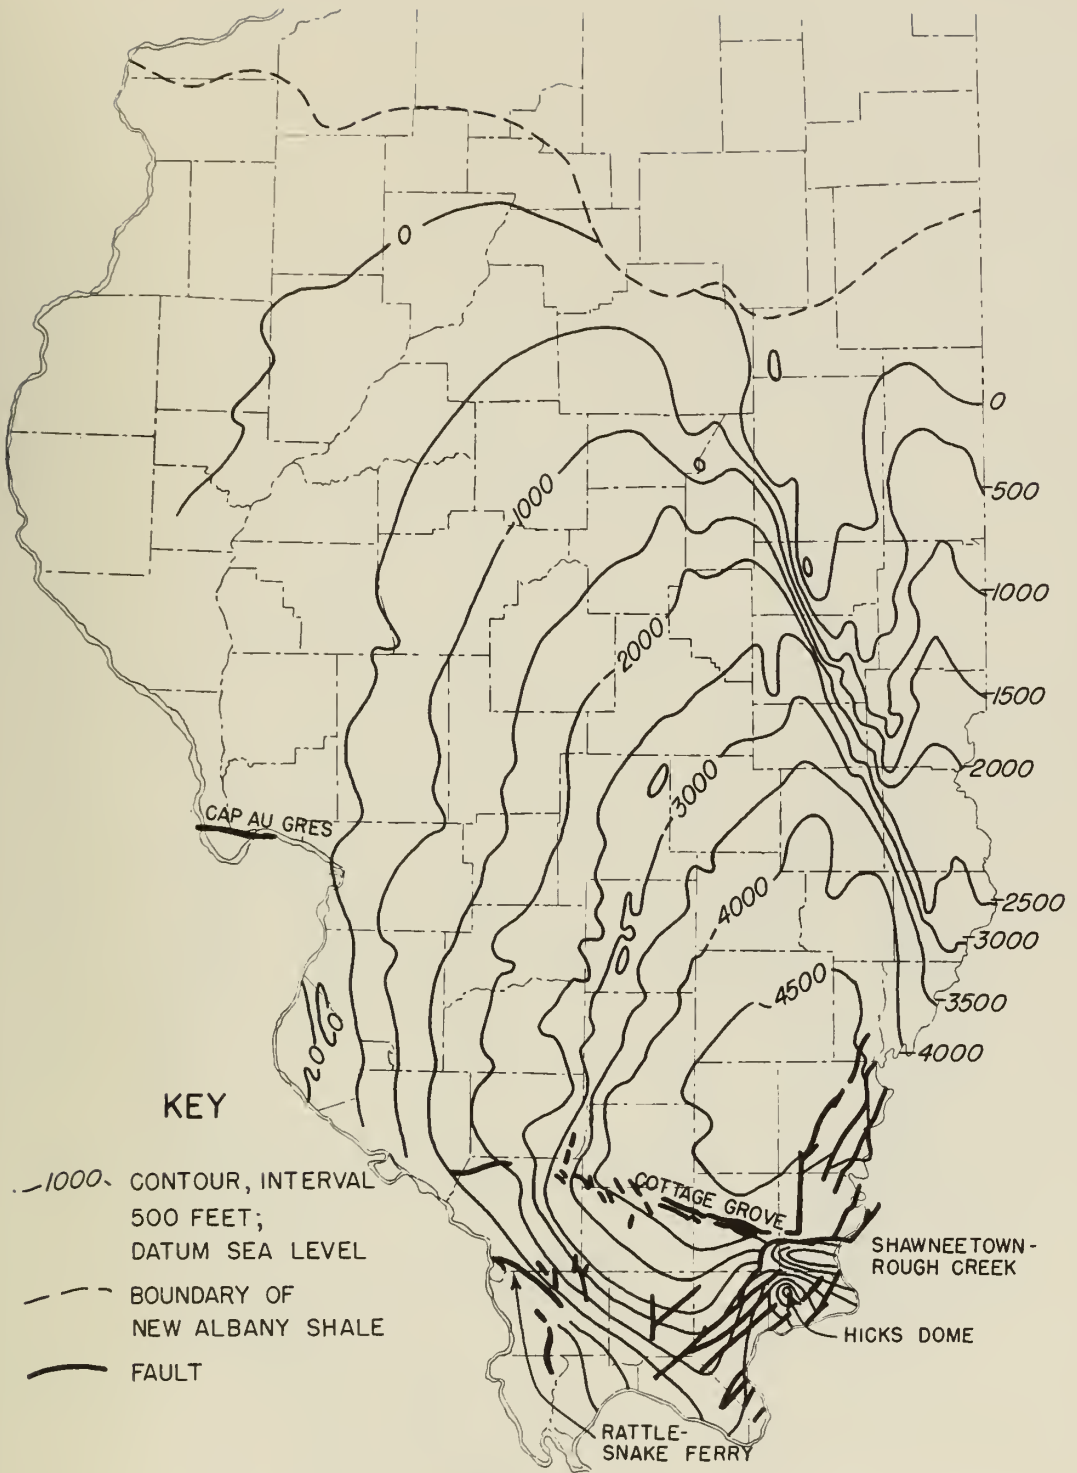 0
0
500
1000
1000
2000
1500
2000
3000
CAP AU GRES
4000
2500
3000
4500
3500
4000
500
0
KEY
1000 CONTOUR, INTERVAL
500 FEET;
DATUM SEA LEVEL
BOUNDARY OF
NEW ALBANY SHALE
FAULT
COTTAGE GROVE
SHAWNEETOWN-
ROUGH CREEK
HICKS DOME
RATTLE-
SNAKE FERRY